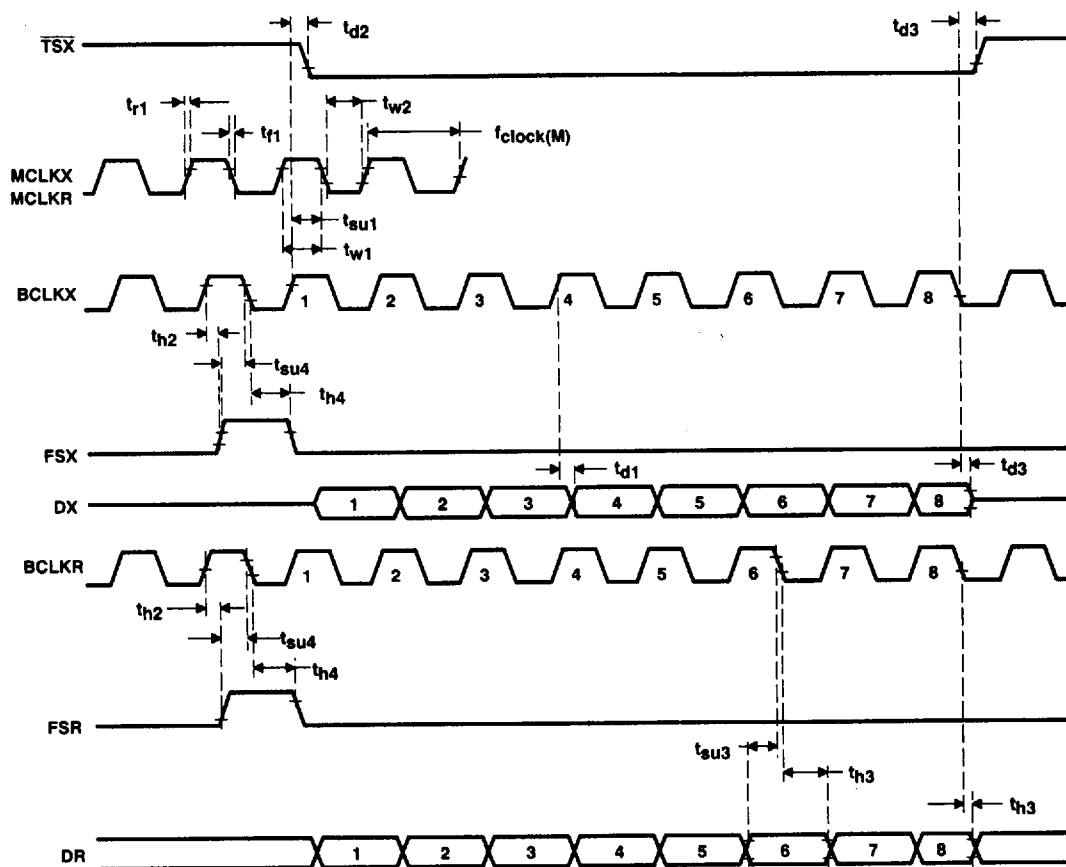 td2
td3
TSX
tr1
tw2
tf1
fclock(M)
MCLKX
MCLKR
tsu1
tw1
BCLKX
1 2 3 4 5 6 7 8
th2
tsu4
th4
FSX
td1
td3
DX
1 2 3 4 5 6 7 8
BCLKR
1 2 3 4 5 6 7 8
th2
tsu4
th4
FSR
tsu3
th3
th3
DR
1 2 3 4 5 6 7 8